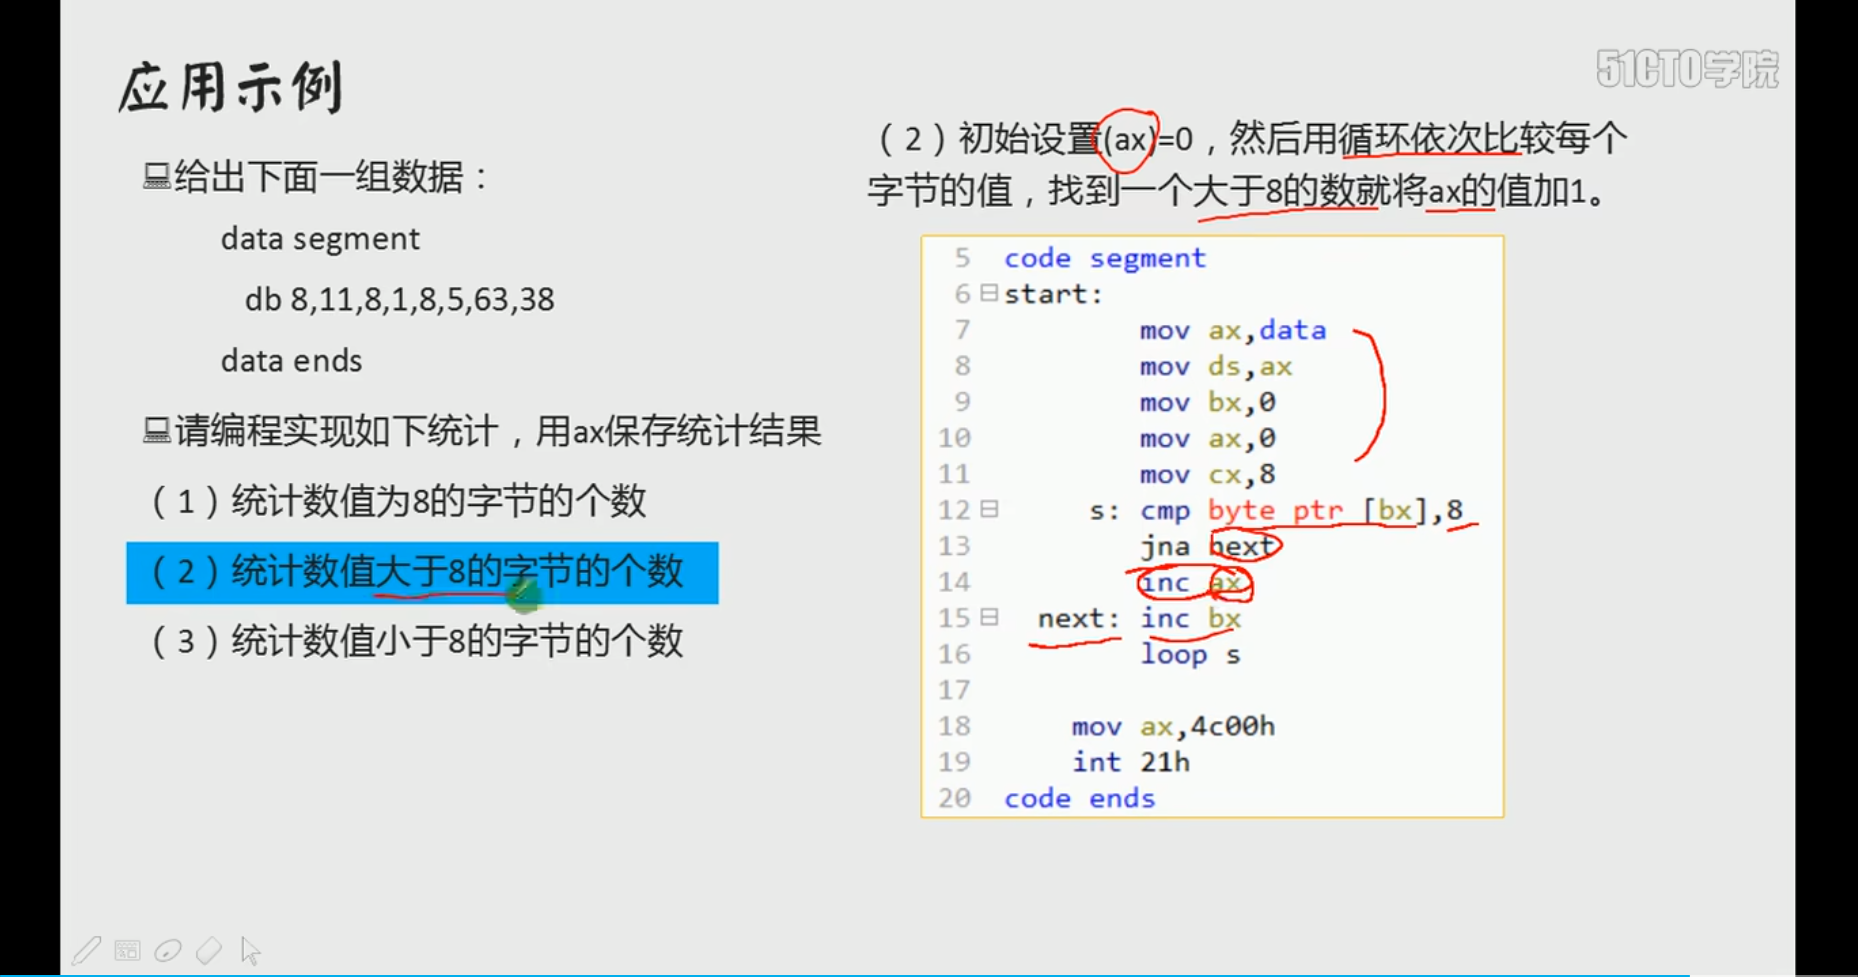 51CTO学院
应用示例
给出下面一组数据：
data segment
db 8,11,8,1,8,5,63,38
data ends
请编程实现如下统计，用ax保存统计结果
（1）统计数值为8的字节的个数
（2）统计数值大于8的字节的个数
（3）统计数值小于8的字节的个数
（2）初始设置(ax)=0，然后用循环依次比较每个
字节的值，找到一个大于8的数就将ax的值加1。
5 code segment
6 start:
7 mov ax,data
8 mov ds,ax
9 mov bx,0
10 mov ax,0
11 mov cx,8
12 s: cmp byte ptr [bx],8
13 jna next
14 inc ax
15 next: inc bx
16 loop s
17
18 mov ax,4c00h
19 int 21h
20 code ends